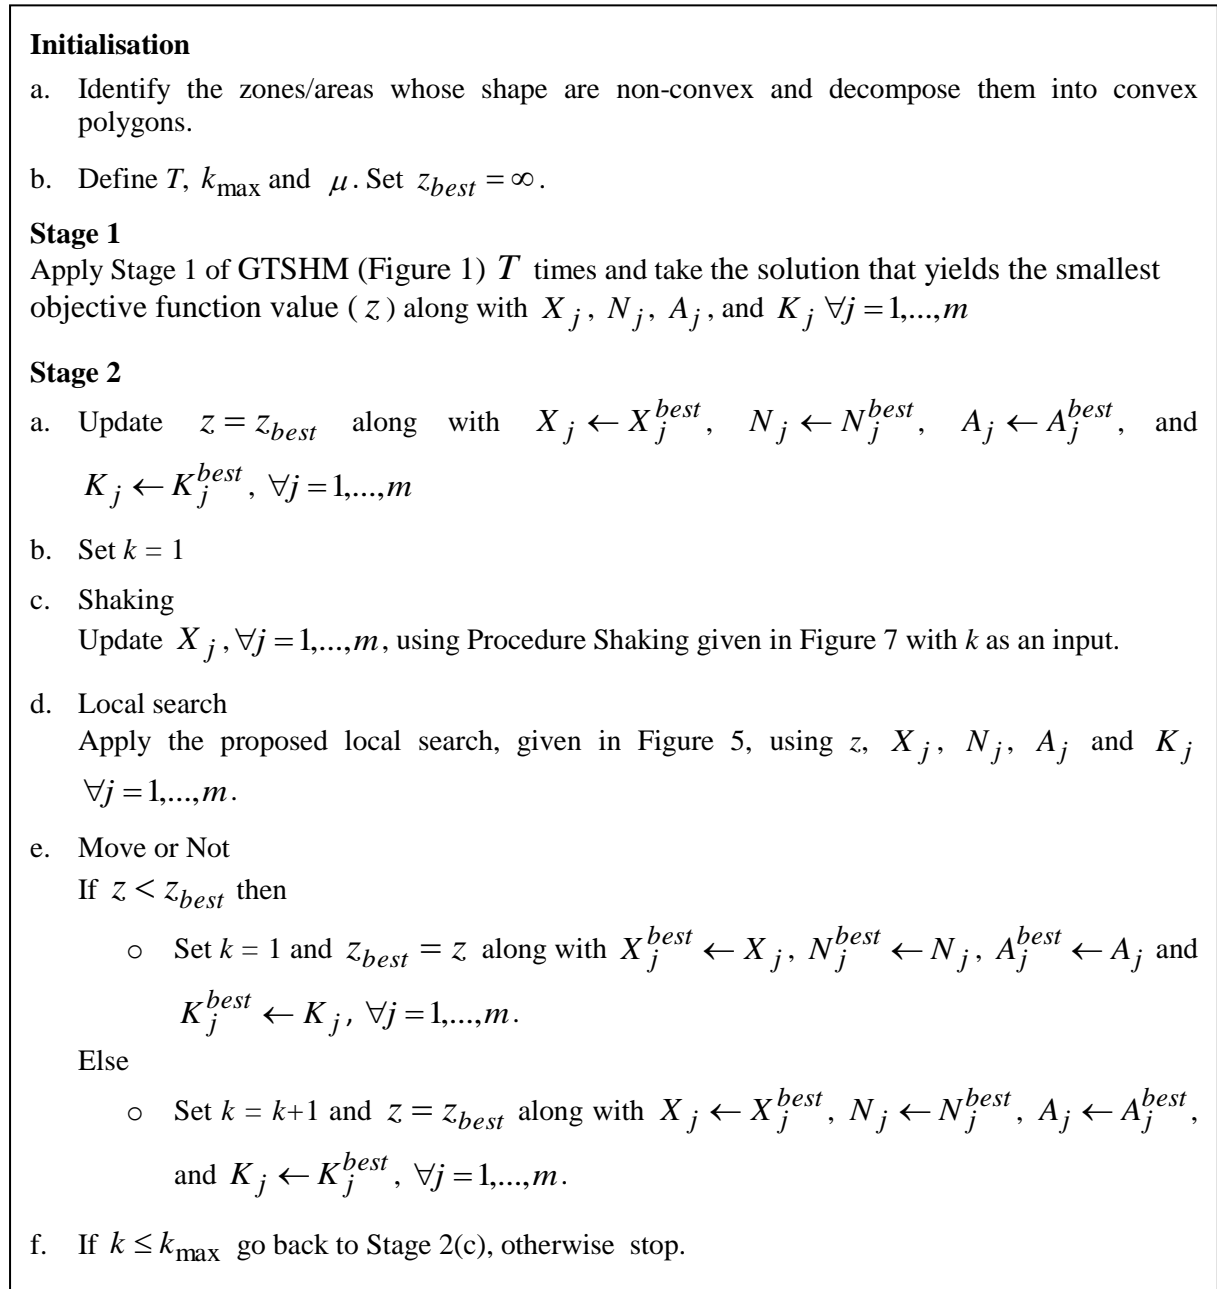 Initialisation
a. Identify the zones/areas whose shape are non-convex and decompose them into convex
polygons.
b. Define T, k_max and μ. Set z_best = ∞.
Stage 1
Apply Stage 1 of GTSHM (Figure 1) T times and take the solution that yields the smallest
objective function value ( z ) along with X_j, N_j, A_j, and K_j ∀j = 1,...,m
Stage 2
a. Update z = z_best along with X_j ← X_j^best, N_j ← N_j^best, A_j ← A_j^best, and
K_j ← K_j^best, ∀j = 1,...,m
b. Set k = 1
c. Shaking
Update X_j, ∀j = 1,...,m, using Procedure Shaking given in Figure 7 with k as an input.
d. Local search
Apply the proposed local search, given in Figure 5, using z, X_j, N_j, A_j and K_j
∀j = 1,...,m.
e. Move or Not
If z < z_best then
o Set k = 1 and z_best = z along with X_j^best ← X_j, N_j^best ← N_j, A_j^best ← A_j and
K_j^best ← K_j, ∀j = 1,...,m.
Else
o Set k = k+1 and z = z_best along with X_j ← X_j^best, N_j ← N_j^best, A_j ← A_j^best,
and K_j ← K_j^best, ∀j = 1,...,m.
f. If k ≤ k_max go back to Stage 2(c), otherwise stop.